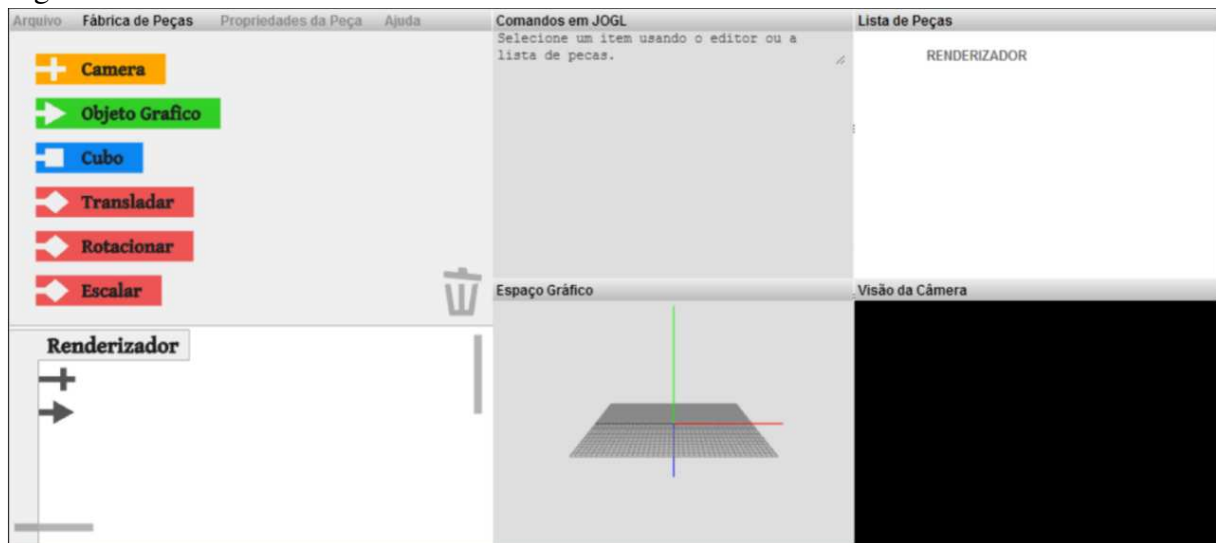 Arquivo Fábrica de Peças Propriedades da Peça Ajuda
Camera
Objeto Grafico
Cubo
Transladar
Rotacionar
Escalar
Renderizador
Comandos em JOGL
Selecione um item usando o editor ou a
lista de pecas.
Lista de Peças
RENDERIZADOR
Espaço Gráfico
Visão da Câmera